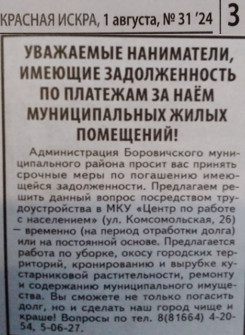 КРАСНАЯ ИСКРА, 1 августа, № 31 '24 3
УВАЖАЕМЫЕ НАНИМАТЕЛИ,
ИМЕЮЩИЕ ЗАДОЛЖЕННОСТЬ
ПО ПЛАТЕЖАМ ЗА НАЁМ
МУНИЦИПАЛЬНЫХ ЖИЛЫХ
ПОМЕЩЕНИЙ!
Администрация Боровичского муни-
ципального района просит вас принять
срочные меры по погашению имею-
щейся задолженности. Предлагаем ре-
шить данный вопрос посредством тру-
доустройства в МКУ «Центр по работе
с населением» (ул. Комсомольская, 26)
– временно (на период отработки долга)
или на постоянной основе. Предлагается
работа по уборке, окосу городских тер-
риторий, кронированию и вырубке ку-
старниковой растительности, ремонту
и содержанию муниципального имуще-
ства. Вы сможете не только погасить
долг, но и сделать наш город чище и
краше! Вопросы по тел. 8(81664) 4-20-
54, 5-06-27.